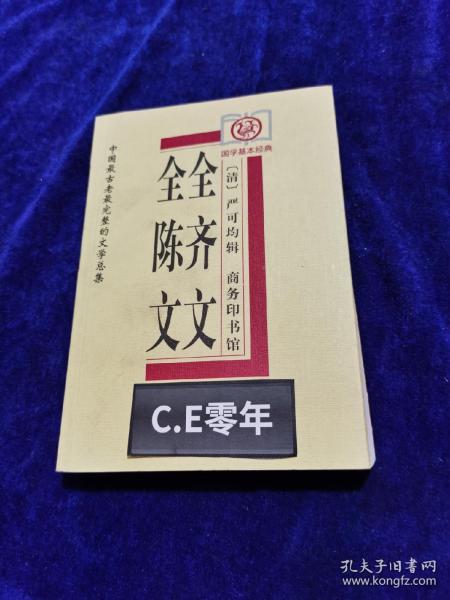 国学基本经典
〔清〕严可均辑 商务印书馆
全齐文
全陈文
中国最古老最完整的文学总集
C.E零年
孔夫子旧书网
www.kongfz.com